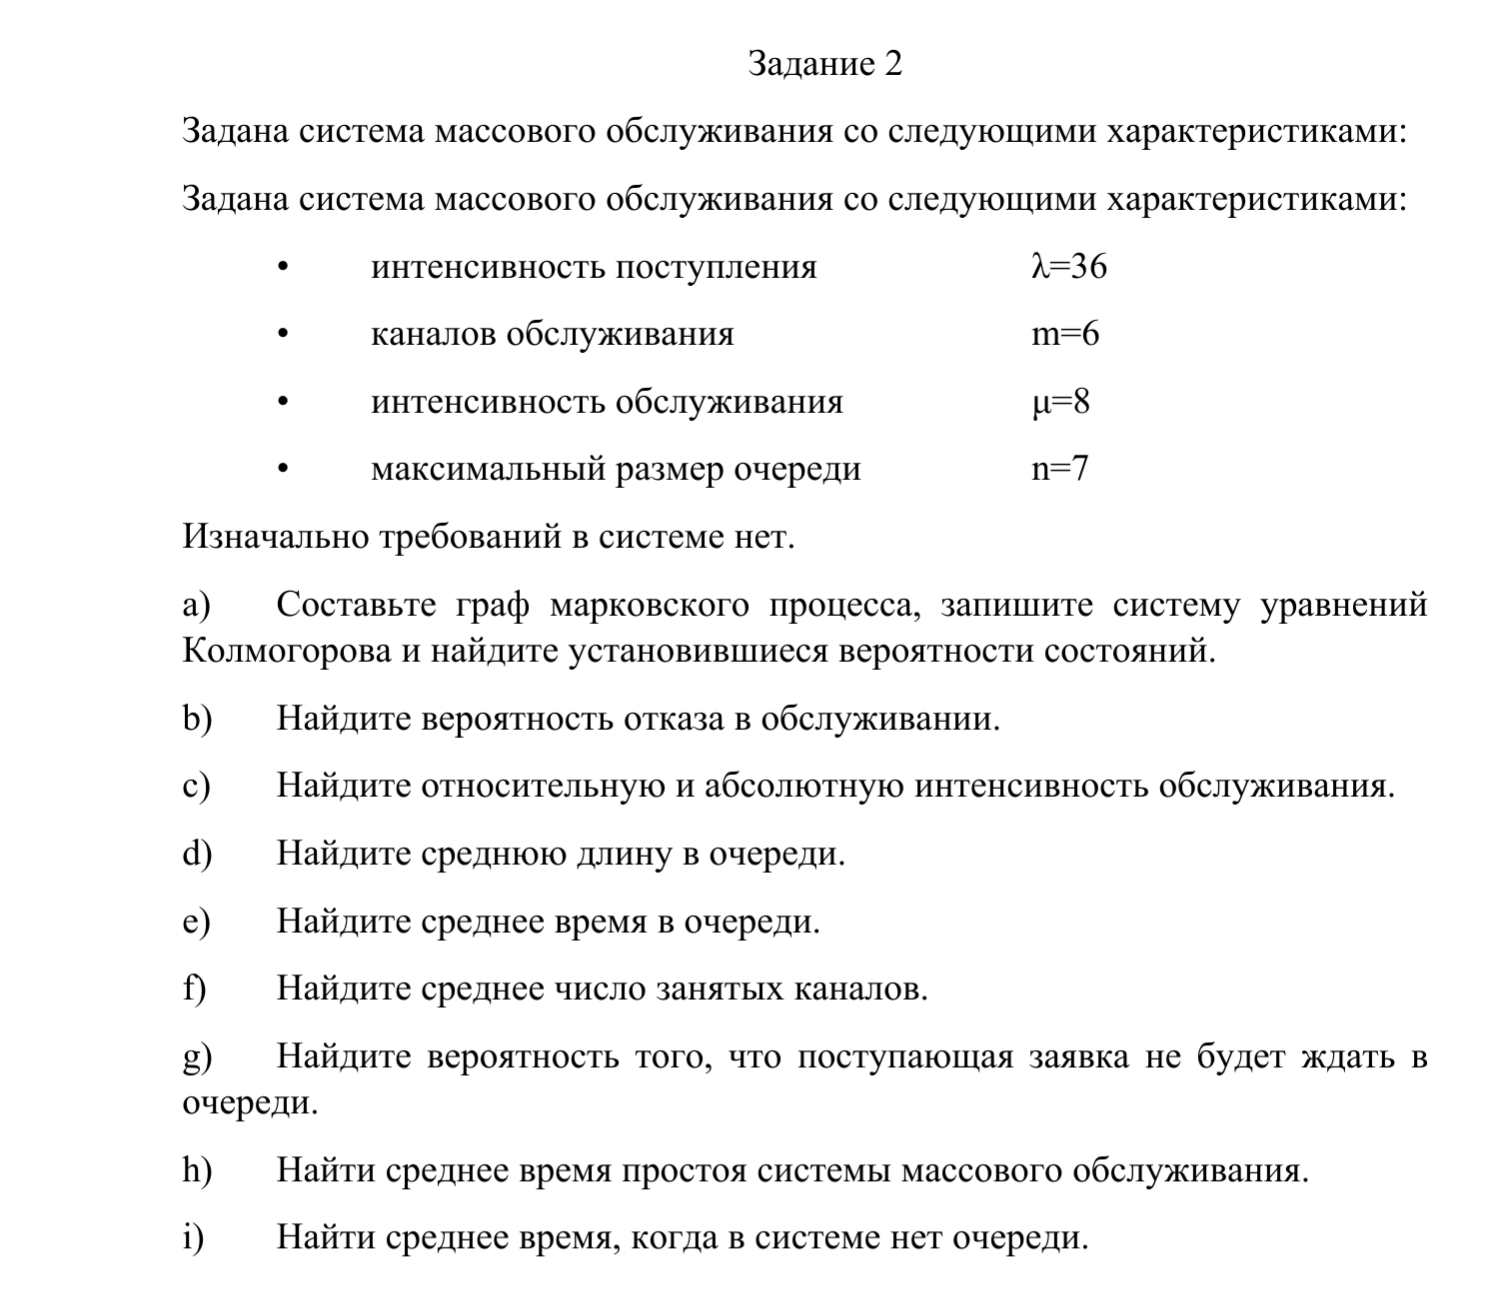 Задание 2
Задана система массового обслуживания со следующими характеристиками:
Задана система массового обслуживания со следующими характеристиками:
• интенсивность поступления λ=36
• каналов обслуживания m=6
• интенсивность обслуживания μ=8
• максимальный размер очереди n=7
Изначально требований в системе нет.
a) Составьте граф марковского процесса, запишите систему уравнений
Колмогорова и найдите установившиеся вероятности состояний.
b) Найдите вероятность отказа в обслуживании.
c) Найдите относительную и абсолютную интенсивность обслуживания.
d) Найдите среднюю длину в очереди.
e) Найдите среднее время в очереди.
f) Найдите среднее число занятых каналов.
g) Найдите вероятность того, что поступающая заявка не будет ждать в
очереди.
h) Найти среднее время простоя системы массового обслуживания.
i) Найти среднее время, когда в системе нет очереди.